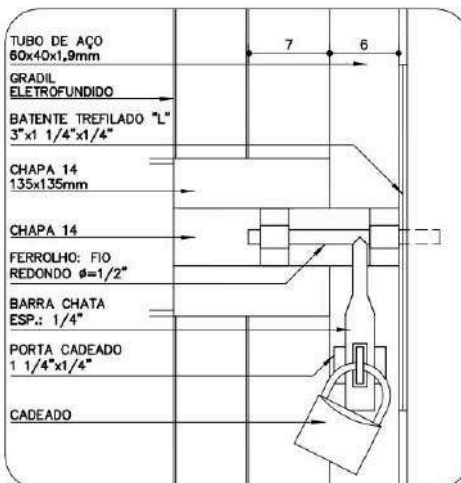 7
6
TUBO DE AÇO
60x40x1,9mm
GRADIL
ELETROFUNDIDO
BATENTE TREFILADO "L"
3"x1 1/4"x1/4"
CHAPA 14
135x135mm
CHAPA 14
FERROLHO: FIO
REDONDO ø=1/2"
BARRA CHATA
ESP.: 1/4"
PORTA CADEADO
1 1/4"x1/4"
CADEADO